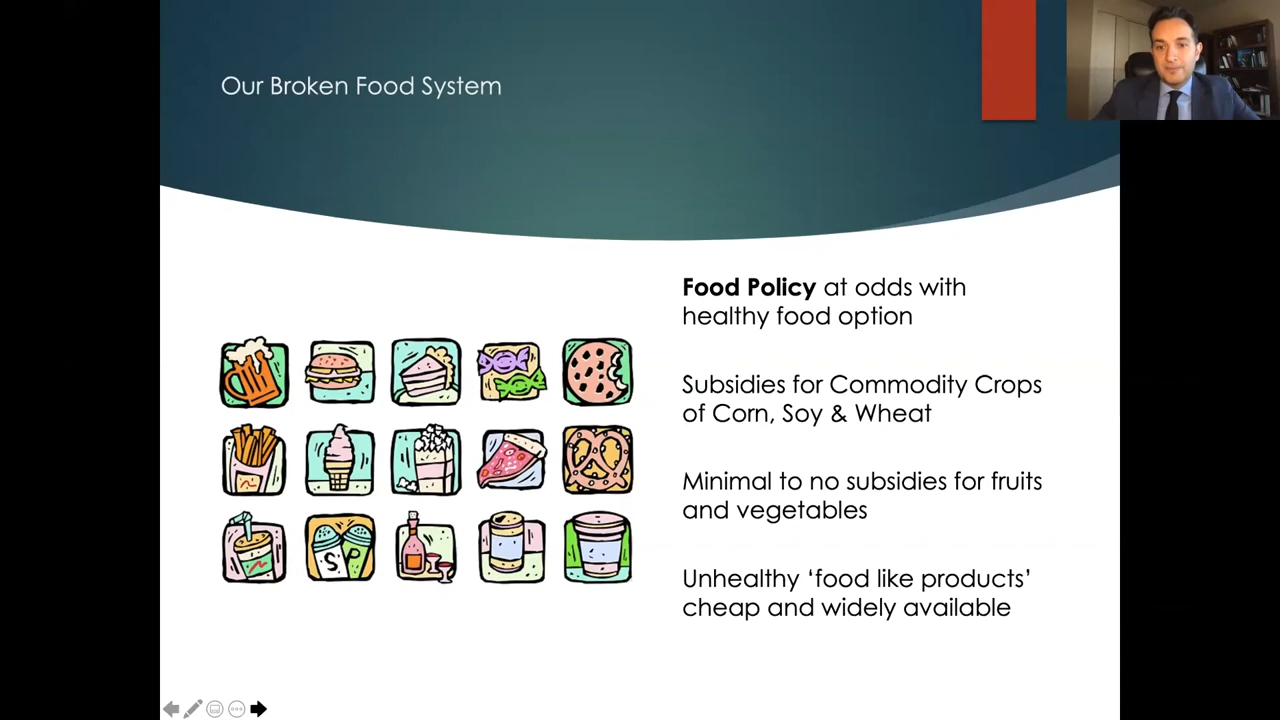 Our Broken Food System
Food Policy at odds with
healthy food option
Subsidies for Commodity Crops
of Corn, Soy & Wheat
Minimal to no subsidies for fruits
and vegetables
Unhealthy ‘food like products’
cheap and widely available
S P